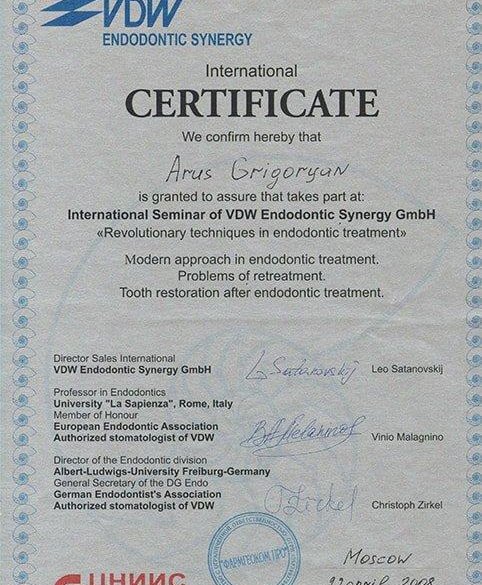 VDW
ENDODONTIC SYNERGY
International
CERTIFICATE
We confirm hereby that
Arus Grigoryan
is granted to assure that takes part at:
International Seminar of VDW Endodontic Synergy GmbH
«Revolutionary techniques in endodontic treatment»
Modern approach in endodontic treatment.
Problems of retreatment.
Tooth restoration after endodontic treatment.
Director Sales International
VDW Endodontic Synergy GmbH
L. Satanovskij
Leo Satanovskij
Professor in Endodontics
University "La Sapienza", Rome, Italy
Member of Honour
European Endodontic Association
Authorized stomatologist of VDW
Vinio Malagnino
Director of the Endodontic division
Albert-Ludwigs-University Freiburg-Germany
General Secretary of the DG Endo
German Endodontist's Association
Authorized stomatologist of VDW
Zirkel
Christoph Zirkel
Moscow
april 2008
ЦНИИС